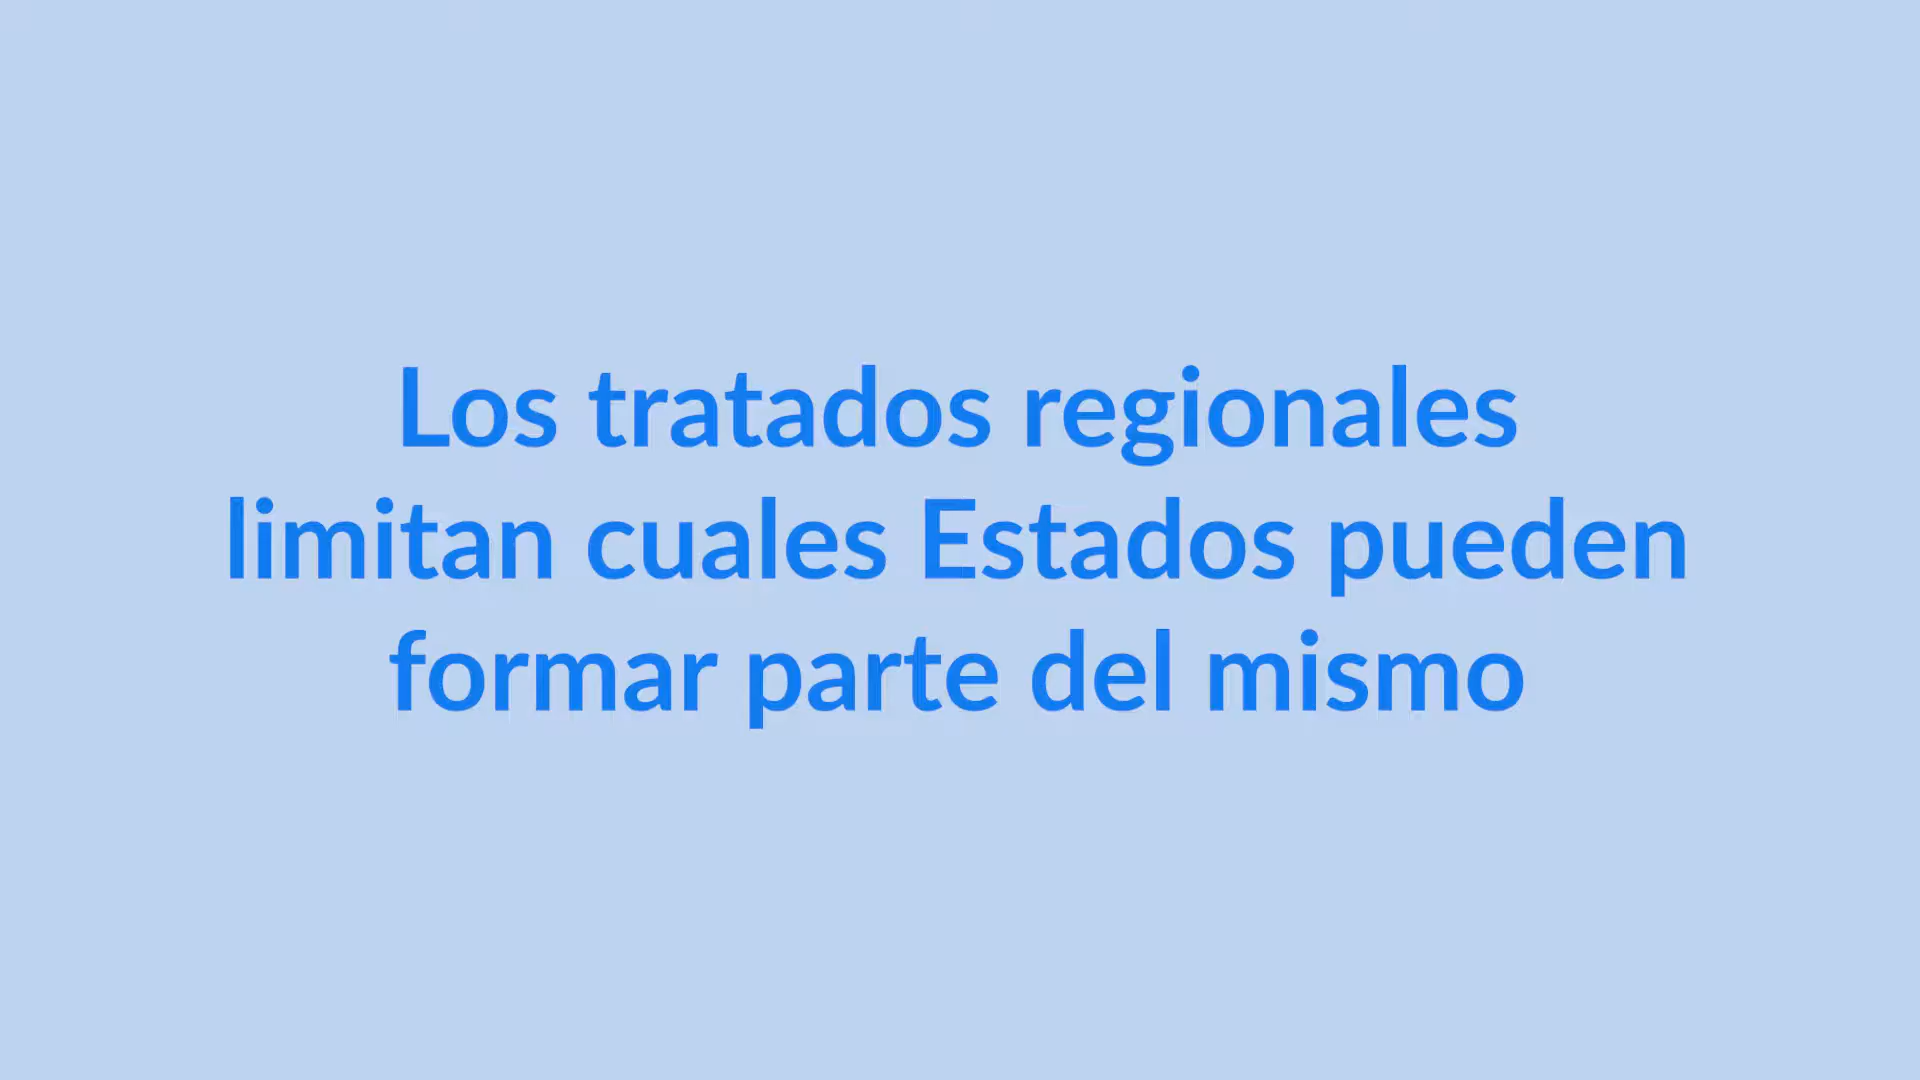 Los tratados regionales
limitan cuales Estados pueden
formar parte del mismo